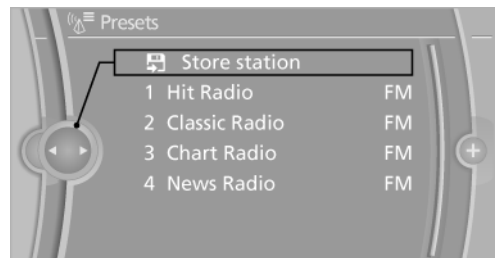 Presets
Store station
1 Hit Radio FM
2 Classic Radio FM
3 Chart Radio FM
4 News Radio FM